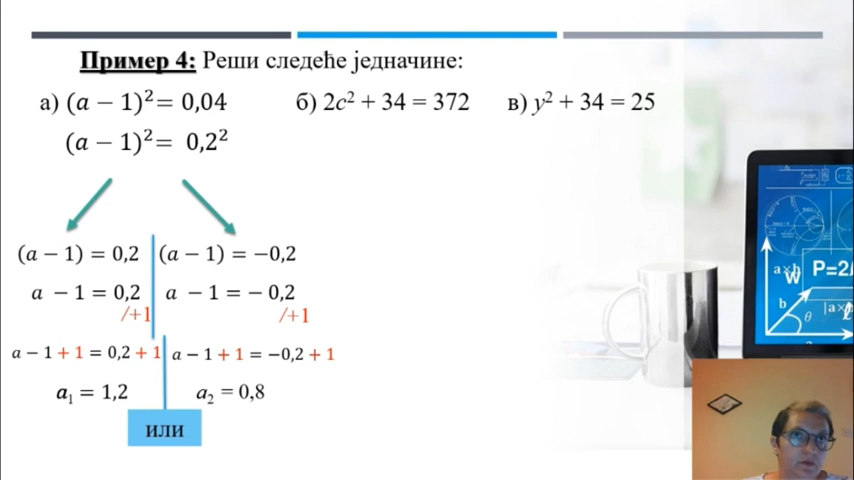 Пример 4: Реши следеће једначине:
а) (a − 1)² = 0,04 б) 2c² + 34 = 372 в) y² + 34 = 25
(a − 1)² = 0,2²
(a − 1) = 0,2 (a − 1) = −0,2
a − 1 = 0,2 a − 1 = − 0,2
/+1 /+1
a − 1 + 1 = 0,2 + 1 a − 1 + 1 = −0,2 + 1
a₁ = 1,2 a₂ = 0,8
или
P=2
W
b
θ